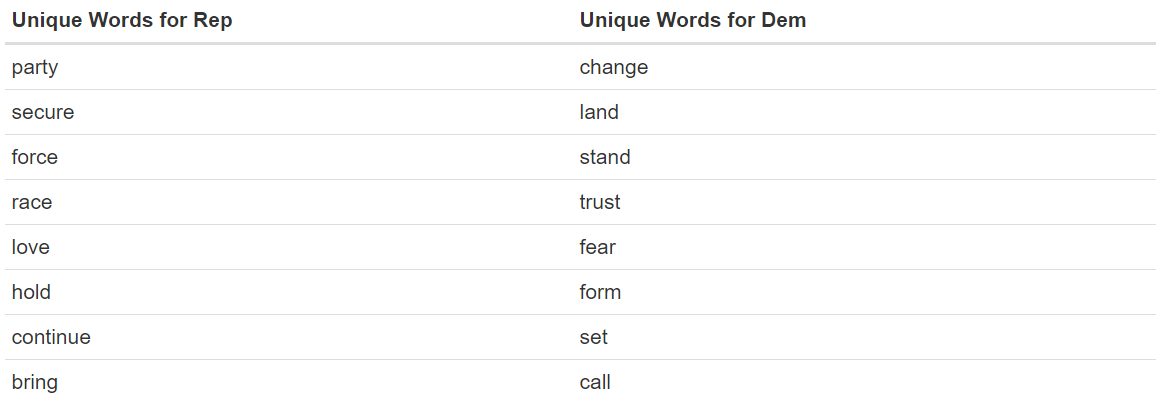 Unique Words for Rep Unique Words for Dem
party change
secure land
force stand
race trust
love fear
hold form
continue set
bring call